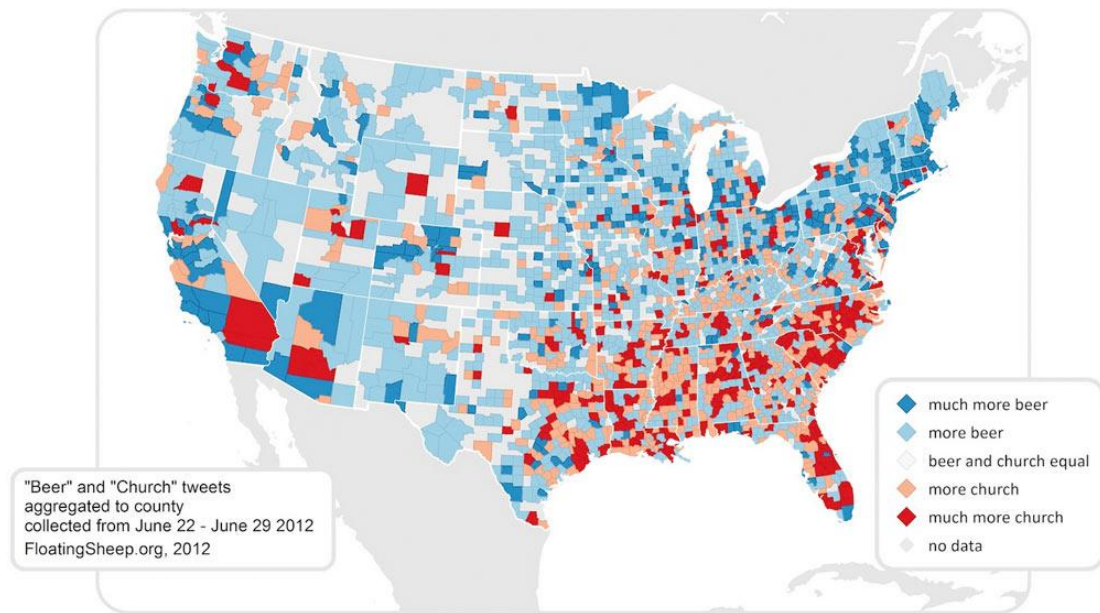 much more beer
more beer
beer and church equal
more church
much more church
no data
"Beer" and "Church" tweets
aggregated to county
collected from June 22 - June 29 2012
FloatingSheep.org, 2012